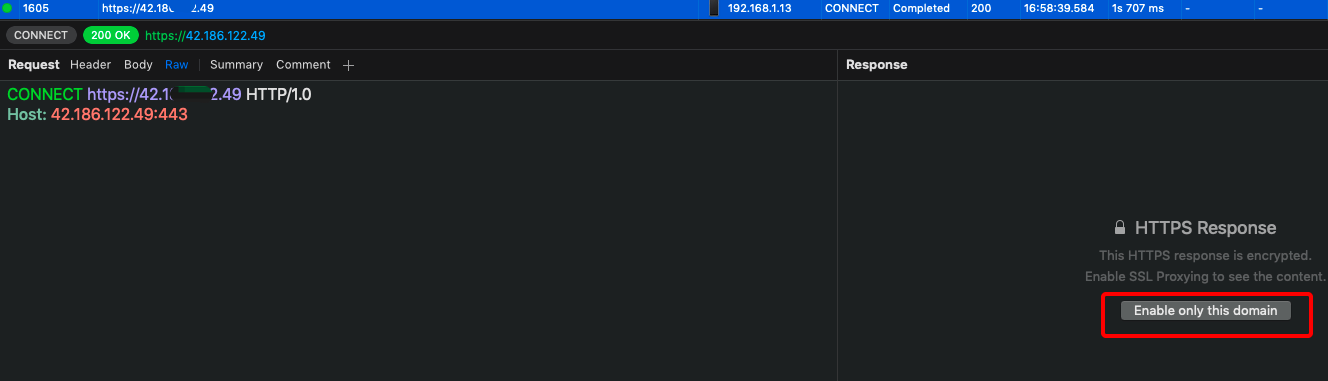 1605 https://42.18 2.49 192.168.1.13 CONNECT Completed 200 16:58:39.584 1s 707 ms - -
CONNECT 200 OK https://42.186.122.49
Request Header Body Raw Summary Comment +
Response
CONNECT https://42.1 2.49 HTTP/1.0
Host: 42.186.122.49:443
HTTPS Response
This HTTPS response is encrypted.
Enable SSL Proxying to see the content.
Enable only this domain